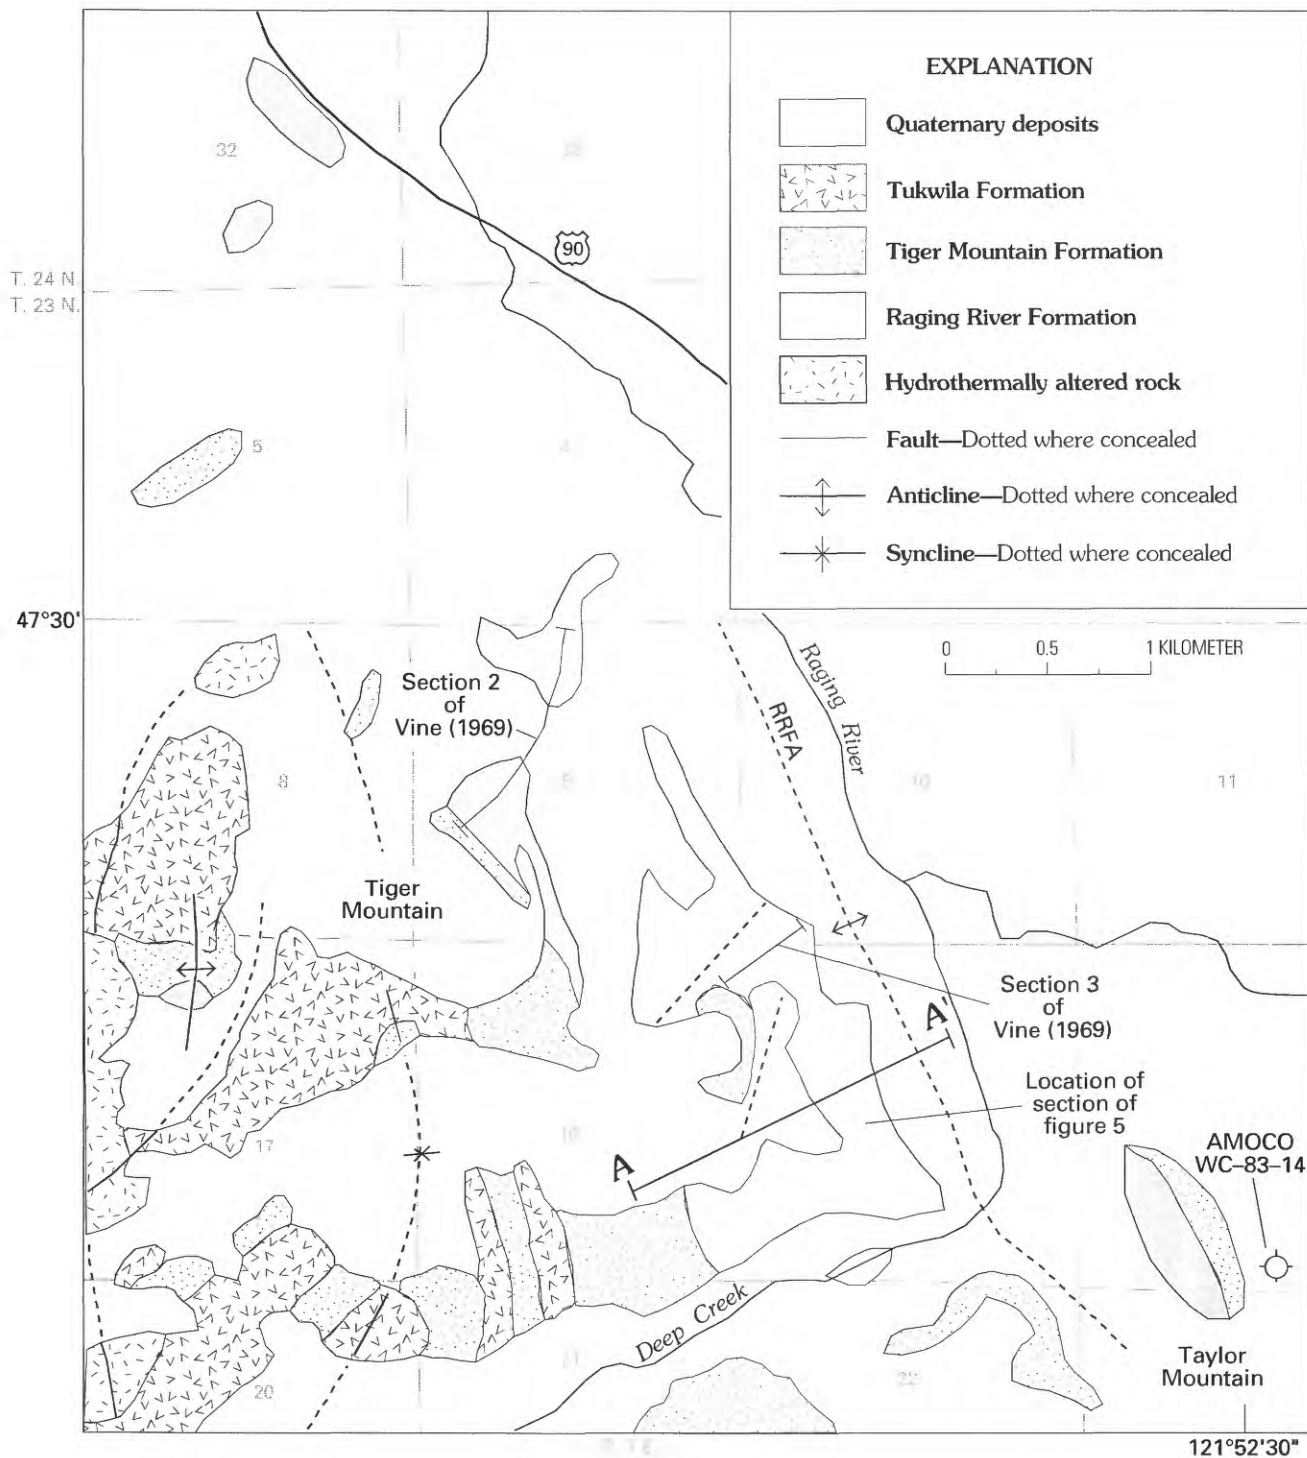 EXPLANATION
Quaternary deposits
Tukwila Formation
Tiger Mountain Formation
Raging River Formation
Hydrothermally altered rock
Fault—Dotted where concealed
Anticline—Dotted where concealed
Syncline—Dotted where concealed
0 0.5 1 KILOMETER
32
90
T. 24 N.
T. 23 N.
5
4
47°30'
Section 2
of
Vine (1969)
Raging River
RRFA
8
9
10
11
Tiger
Mountain
Section 3
of
Vine (1969)
A
Location of
section of
figure 5
17
A
AMOCO
WC–83–14
Deep Creek
20
21
22
Taylor
Mountain
121°52'30"